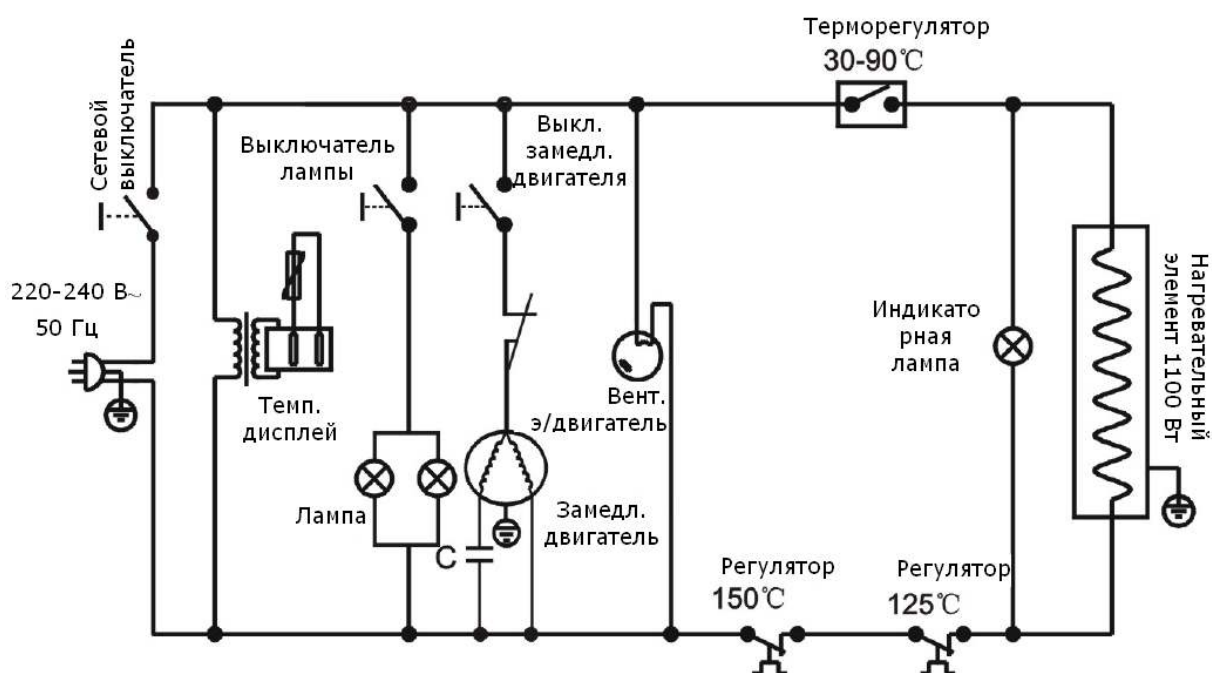 Терморегулятор
30-90℃
Сетевой
выключатель
Выключатель
лампы
Выкл.
замедл.
двигателя
220-240 В~
50 Гц
Темп.
дисплей
Лампа
C
Вент.
э/двигатель
Замедл.
двигатель
Индикато
рная
лампа
Нагревательный
элемент 1100 Вт
Регулятор
150℃
Регулятор
125℃